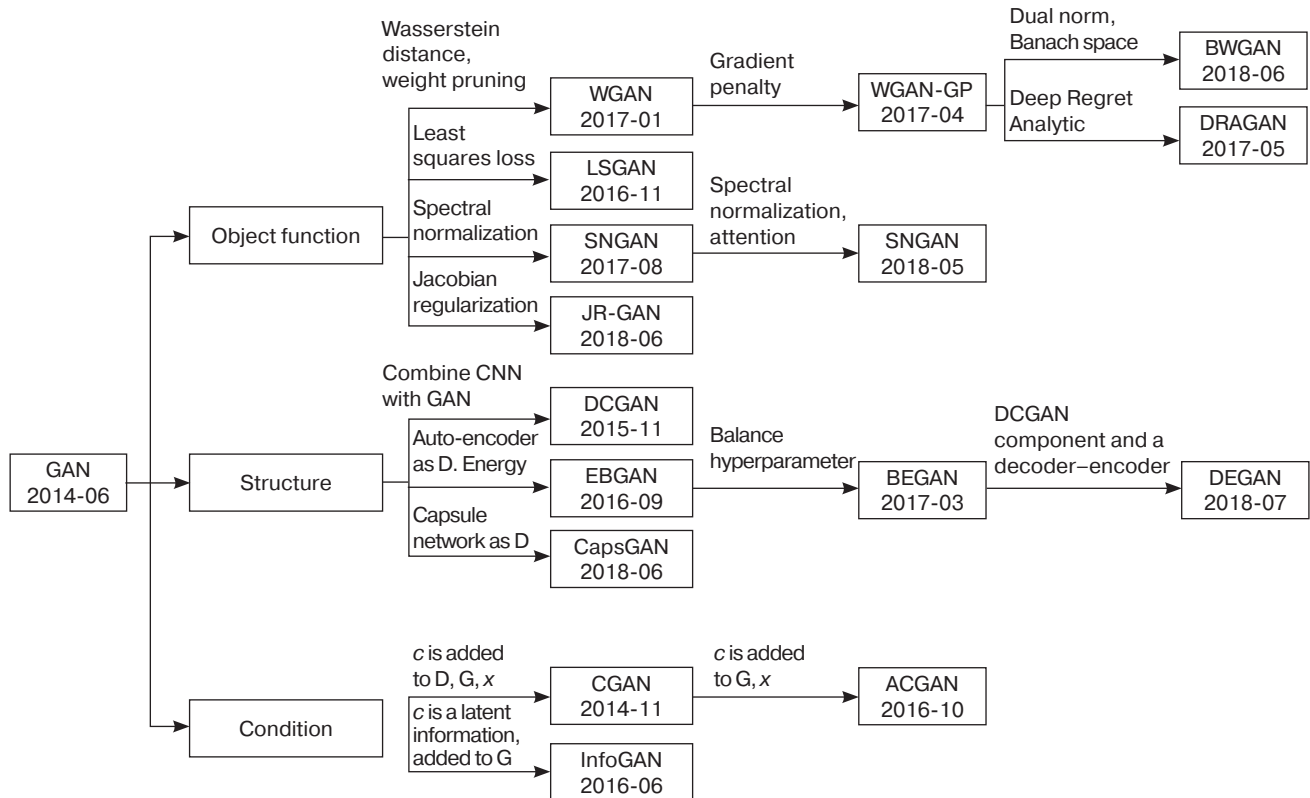 GAN
2014-06
Object function
Wasserstein
distance,
weight pruning
WGAN
2017-01
Gradient
penalty
WGAN-GP
2017-04
Dual norm,
Banach space
BWGAN
2018-06
Deep Regret
Analytic
DRAGAN
2017-05
Least
squares loss
LSGAN
2016-11
Spectral
normalization
SNGAN
2017-08
Spectral
normalization,
attention
SNGAN
2018-05
Jacobian
regularization
JR-GAN
2018-06
Structure
Combine CNN
with GAN
DCGAN
2015-11
Auto-encoder
as D. Energy
EBGAN
2016-09
Balance
hyperparameter
BEGAN
2017-03
DCGAN
component and a
decoder–encoder
DEGAN
2018-07
Capsule
network as D
CapsGAN
2018-06
Condition
c is added
to D, G, x
CGAN
2014-11
c is added
to G, x
ACGAN
2016-10
c is a latent
information,
added to G
InfoGAN
2016-06